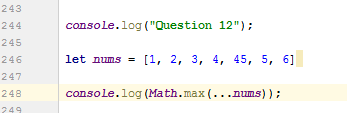 243
244 console.log("Question 12");
245
246 let nums = [1, 2, 3, 4, 45, 5, 6]
247
248 console.log(Math.max(...nums));
249